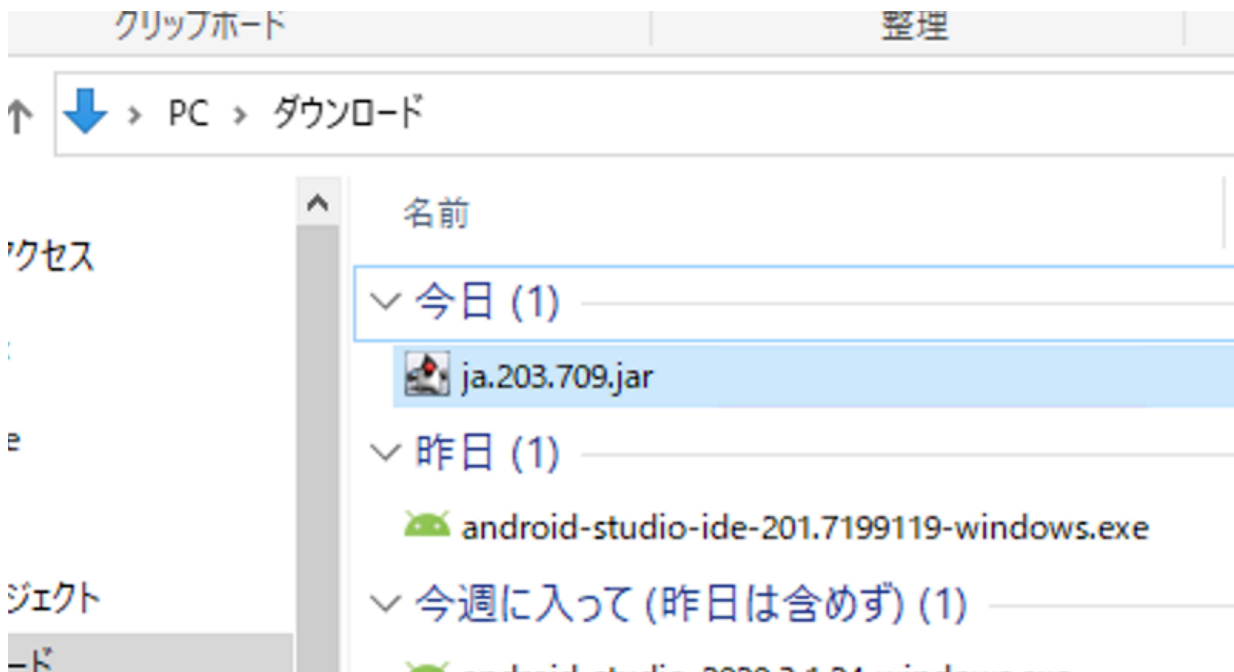 クリップボード
整理
PC
ダウンロード
名前
クセス
今日 (1)
ja.203.709.jar
昨日 (1)
e
android-studio-ide-201.7199119-windows.exe
ジェクト
今週に入って (昨日は含めず) (1)
ード